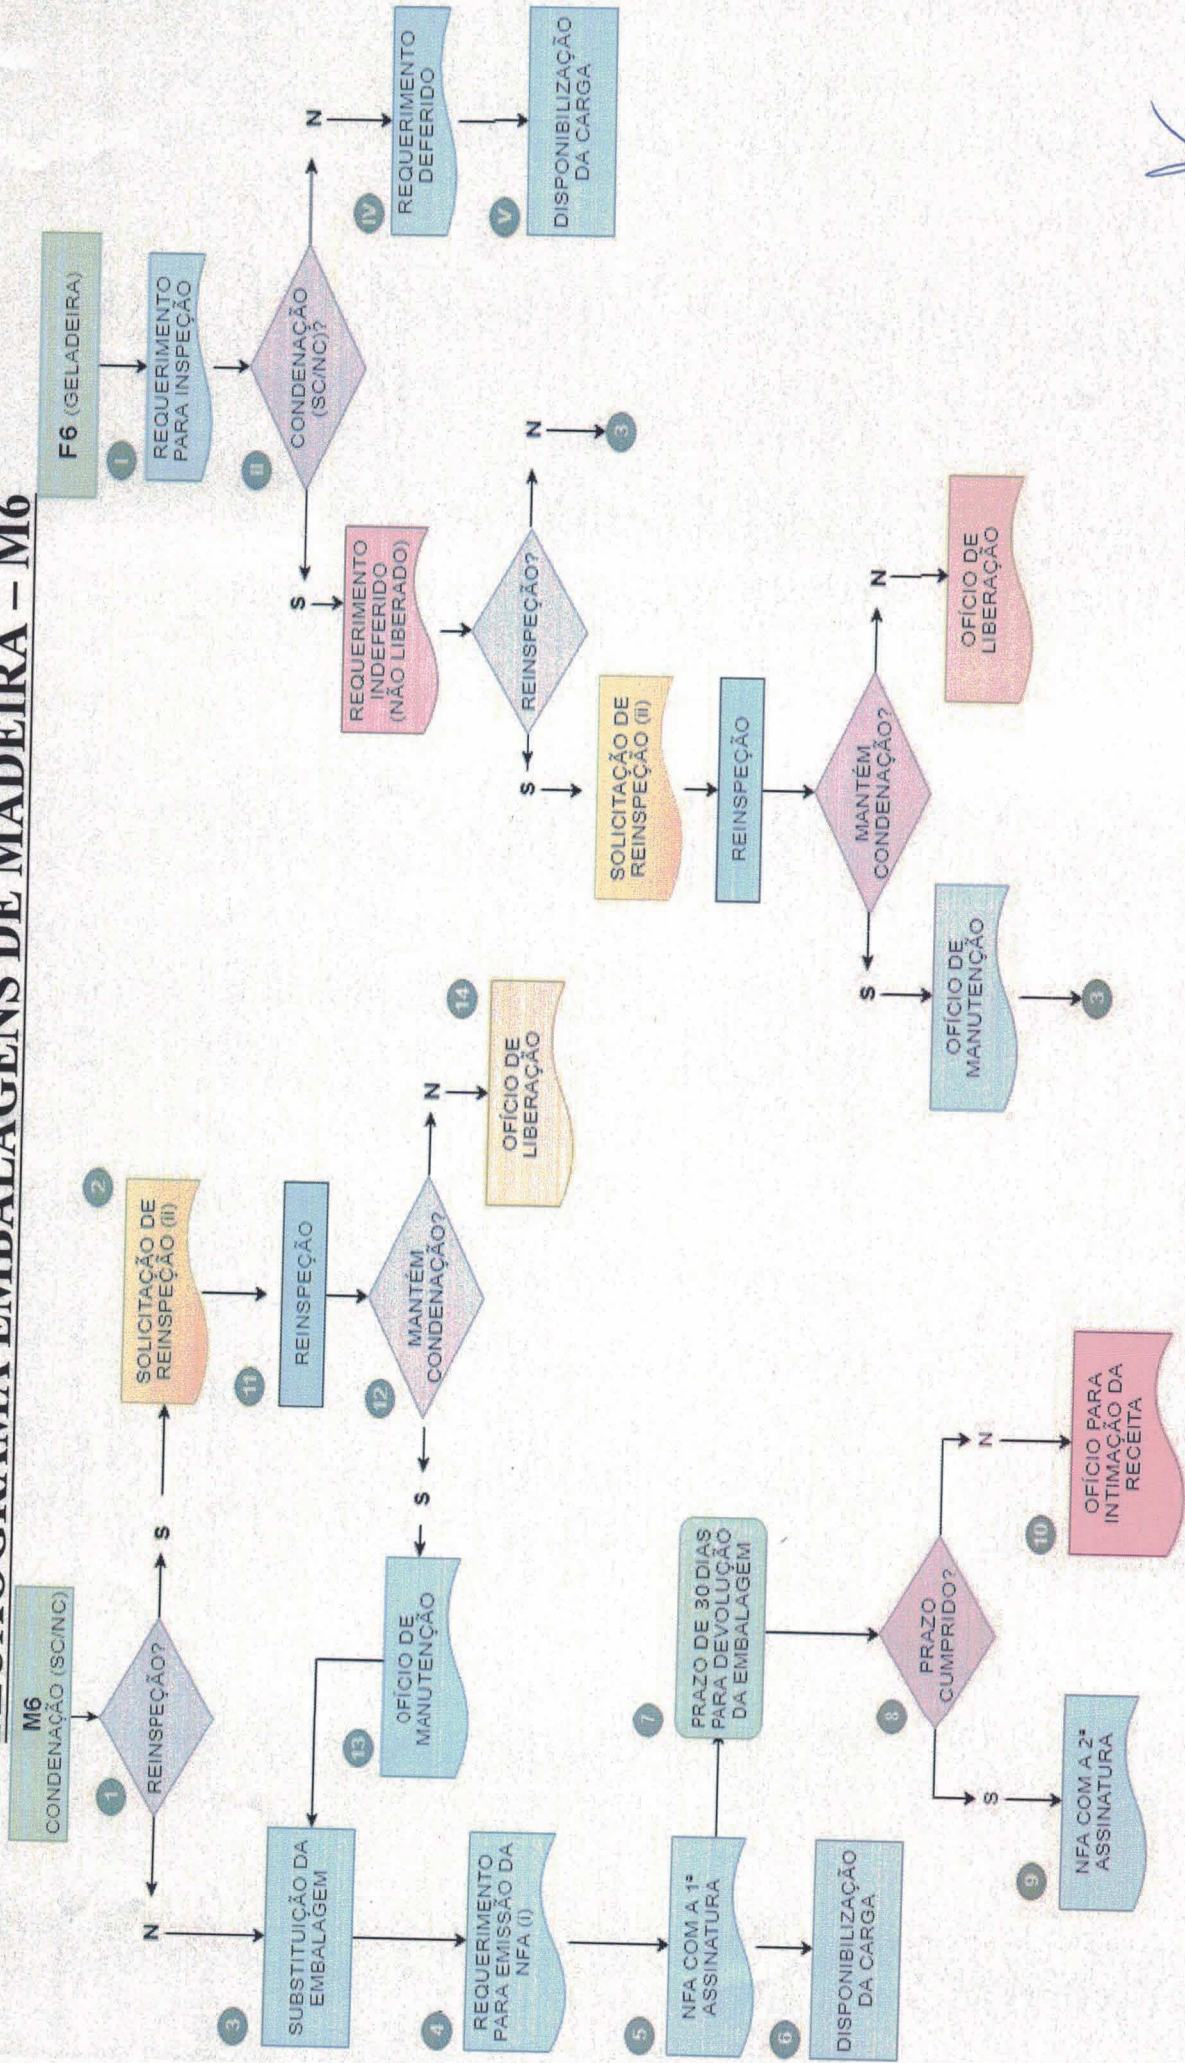 EMBALAGENS DE MADEIRA – M6
M6
CONDENAÇÃO (SC/NC)
1
REINSPEÇÃO?
S
N
2
SOLICITAÇÃO DE
REINSPEÇÃO (ii)
11
REINSPEÇÃO
12
MANTÉM
CONDENAÇÃO?
S
N
14
OFÍCIO DE
LIBERAÇÃO
13
OFÍCIO DE
MANUTENÇÃO
3
SUBSTITUIÇÃO DA
EMBALAGEM
4
REQUERIMENTO
PARA EMISSÃO DA
NFA (i)
5
NFA COM A 1ª
ASSINATURA
6
DISPONIBILIZAÇÃO
DA CARGA
7
PRAZO DE 30 DIAS
PARA DEVOLUÇÃO
DA EMBALAGEM
8
PRAZO
CUMPRIDO?
S
N
9
NFA COM A 2ª
ASSINATURA
10
OFÍCIO PARA
INTIMAÇÃO DA
RECEITA
F6 (GELADEIRA)
I
REQUERIMENTO
PARA INSPEÇÃO
II
CONDENAÇÃO
(SC/NC)?
S
N
IV
REQUERIMENTO
DEFERIDO
V
DISPONIBILIZAÇÃO
DA CARGA
REQUERIMENTO
INDEFERIDO
(NÃO LIBERADO)
REINSPEÇÃO?
S
N
3
SOLICITAÇÃO DE
REINSPEÇÃO (ii)
REINSPEÇÃO
MANTÉM
CONDENAÇÃO?
S
N
OFÍCIO DE
MANUTENÇÃO
3
OFÍCIO DE
LIBERAÇÃO